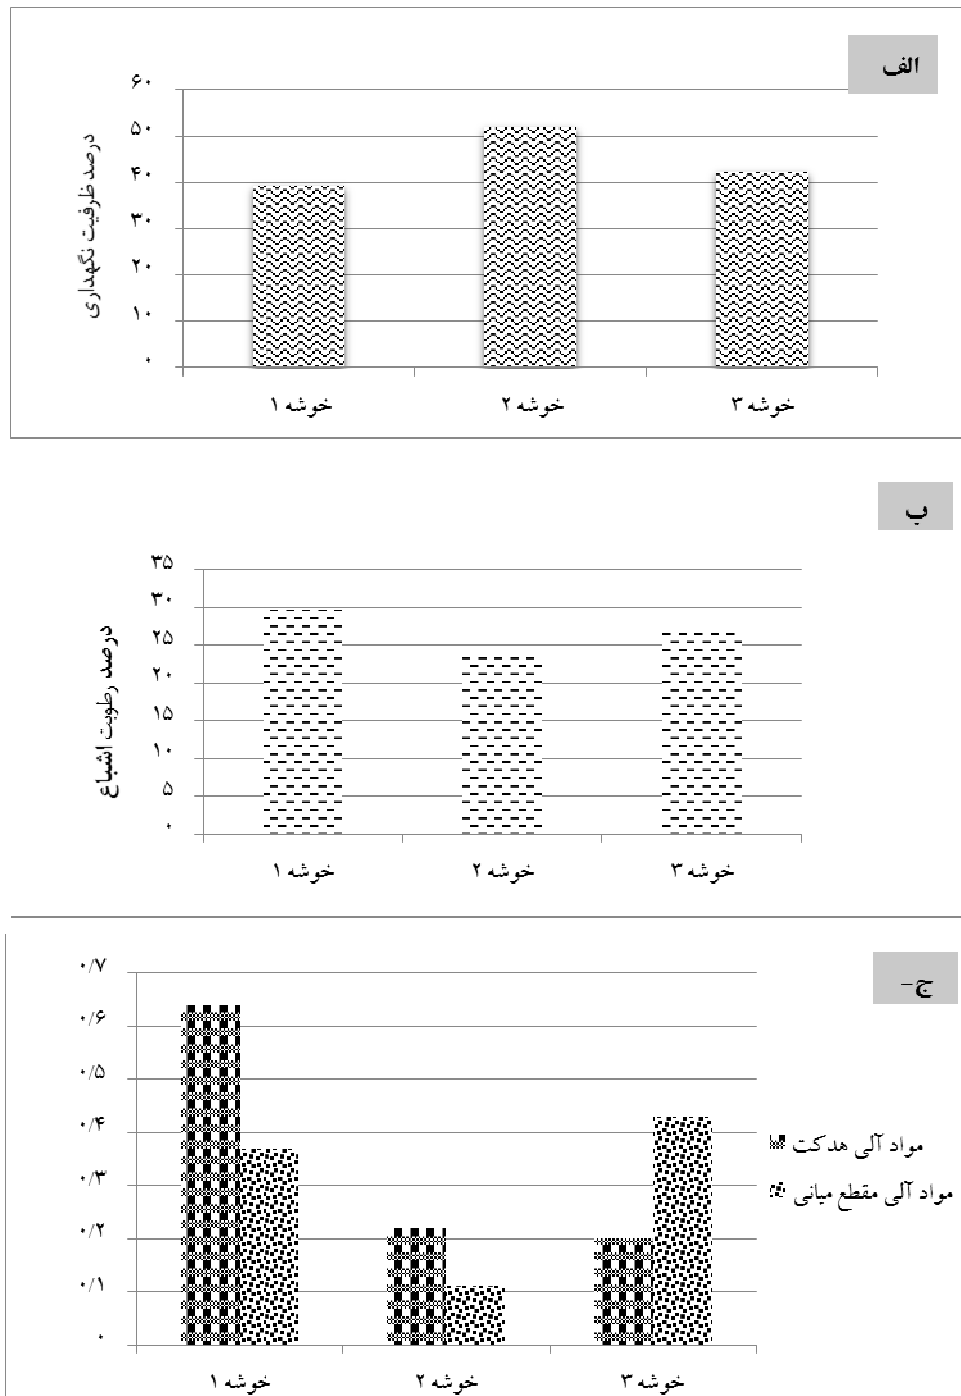 الف
۶۰
۵۰
۴۰
۳۰
۲۰
۱۰
۰
درصد ظرفیت نگهداری
خوشه ۱ خوشه ۲ خوشه ۳
ب
۳۵
۳۰
۲۵
۲۰
۱۵
۱۰
۵
۰
درصد رطوبت اشباع
خوشه ۱ خوشه ۲ خوشه ۳
ج-
۰/۷
۰/۶
۰/۵
۰/۴
۰/۳
۰/۲
۰/۱
۰
مواد آلی هدکت
مواد آلی مقطع میانی
خوشه ۱ خوشه ۲ خوشه ۳